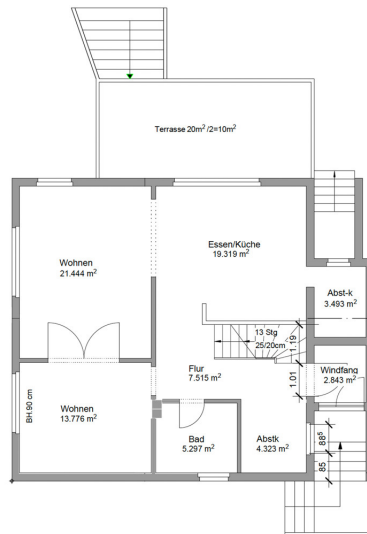 Terrasse 20m²/2=10m²
Wohnen
21.444 m²
Essen/Küche
19.319 m²
Abst-k
3.493 m²
13 Stg
25/20cm
1.19
Flur
7.515 m²
1.01
Windfang
2.843 m²
BH.90 cm
Wohnen
13.776 m²
Bad
5.297 m²
Abstk
4.323 m²
88⁵
85